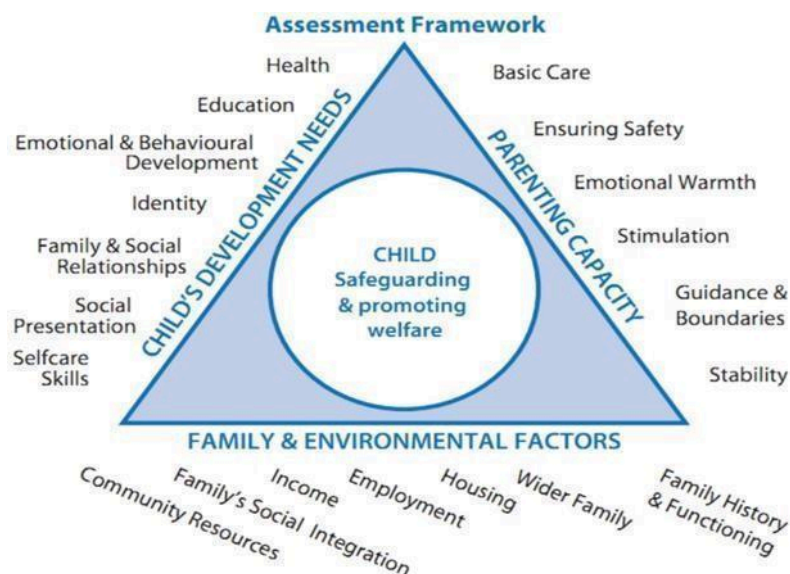 Assessment Framework
Health
Education
Emotional & Behavioural
Development
Identity
Family & Social
Relationships
Social
Presentation
Selfcare
Skills
CHILD'S DEVELOPMENT NEEDS
CHILD
Safeguarding
& promoting
welfare
PARENTING CAPACITY
Basic Care
Ensuring Safety
Emotional Warmth
Stimulation
Guidance &
Boundaries
Stability
FAMILY & ENVIRONMENTAL FACTORS
Community Resources
Family's Social Integration
Income
Employment
Housing
Wider Family
Family History
& Functioning